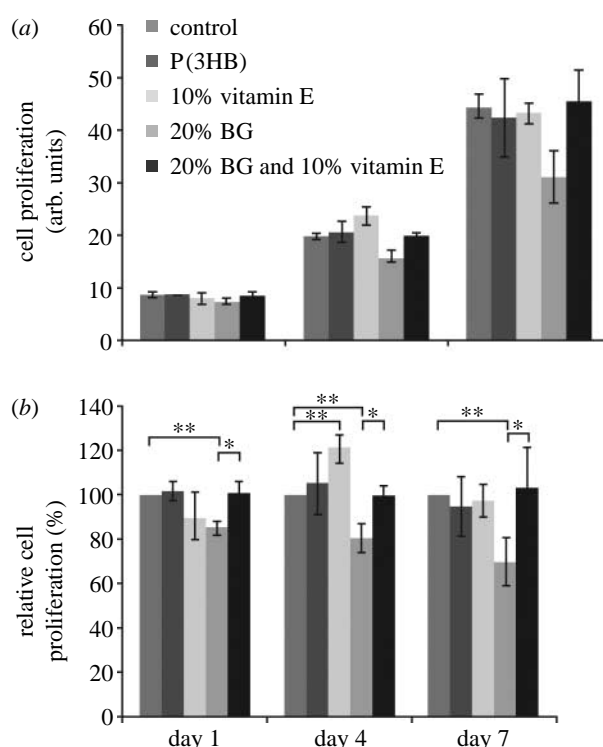 (a)
control
P(3HB)
10% vitamin E
20% BG
20% BG and 10% vitamin E
cell proliferation
(arb. units)
60
50
40
30
20
10
0
(b)
relative cell
proliferation (%)
140
120
100
80
60
40
20
0
**
*
**
**
*
**
*
day 1
day 4
day 7